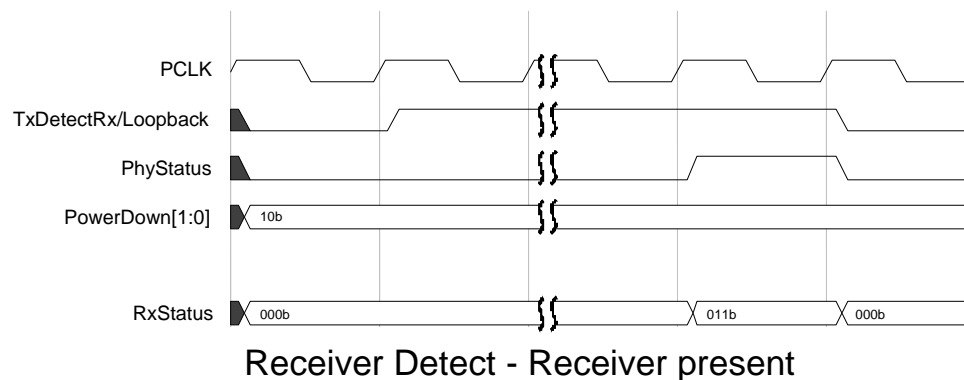 PCLK
TxDetectRx/Loopback
PhyStatus
PowerDown[1:0]
10b
RxStatus
000b
011b
000b
Receiver Detect - Receiver present